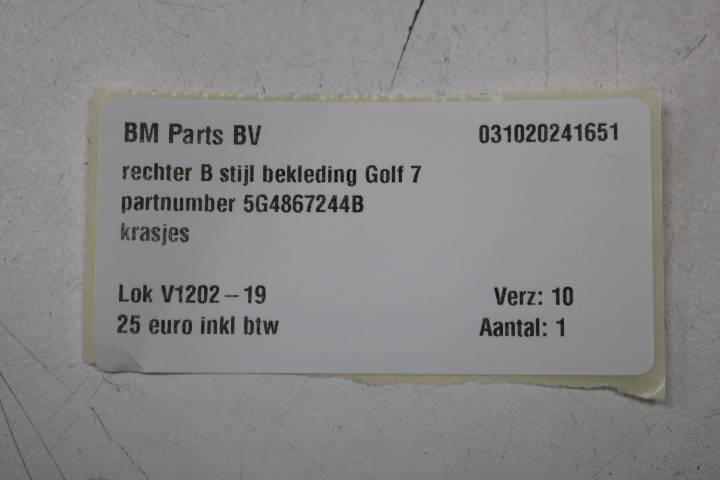 BM Parts BV 031020241651
rechter B stijl bekleding Golf 7
partnumber 5G4867244B
krasjes
Lok V1202 – 19 Verz: 10
25 euro inkl btw Aantal: 1